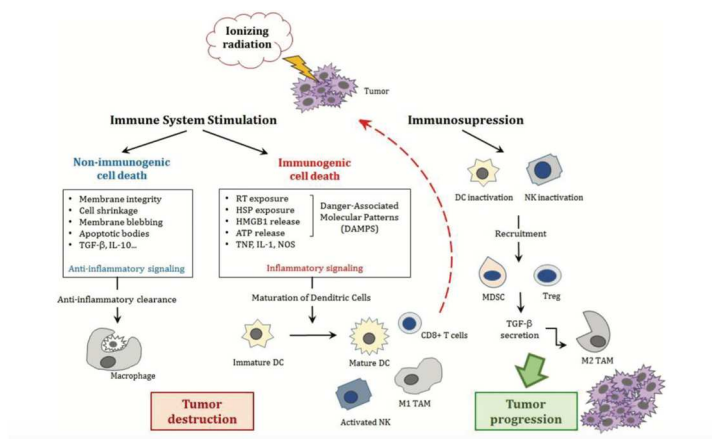 Ionizing
radiation
Tumor
Immune System Stimulation
Immunosupression
Non-immunogenic
cell death
Immunogenic
cell death
• Membrane integrity
• Cell shrinkage
• Membrane blebbing
• Apoptotic bodies
• TGF-β, IL-10...
Anti-inflammatory signaling
• RT exposure
• HSP exposure
• HMGB1 release
• ATP release
• TNF, IL-1, NOS
Danger-Associated
Molecular Patterns
(DAMPS)
Inflammatory signaling
DC inactivation
NK inactivation
Recruitment
MDSC
Treg
TGF-β
secretion
M2 TAM
Anti-inflammatory clearance
Macrophage
Maturation of Denditric Cells
Immature DC
Mature DC
CD8+ T cells
Activated NK
M1 TAM
Tumor
destruction
Tumor
progression